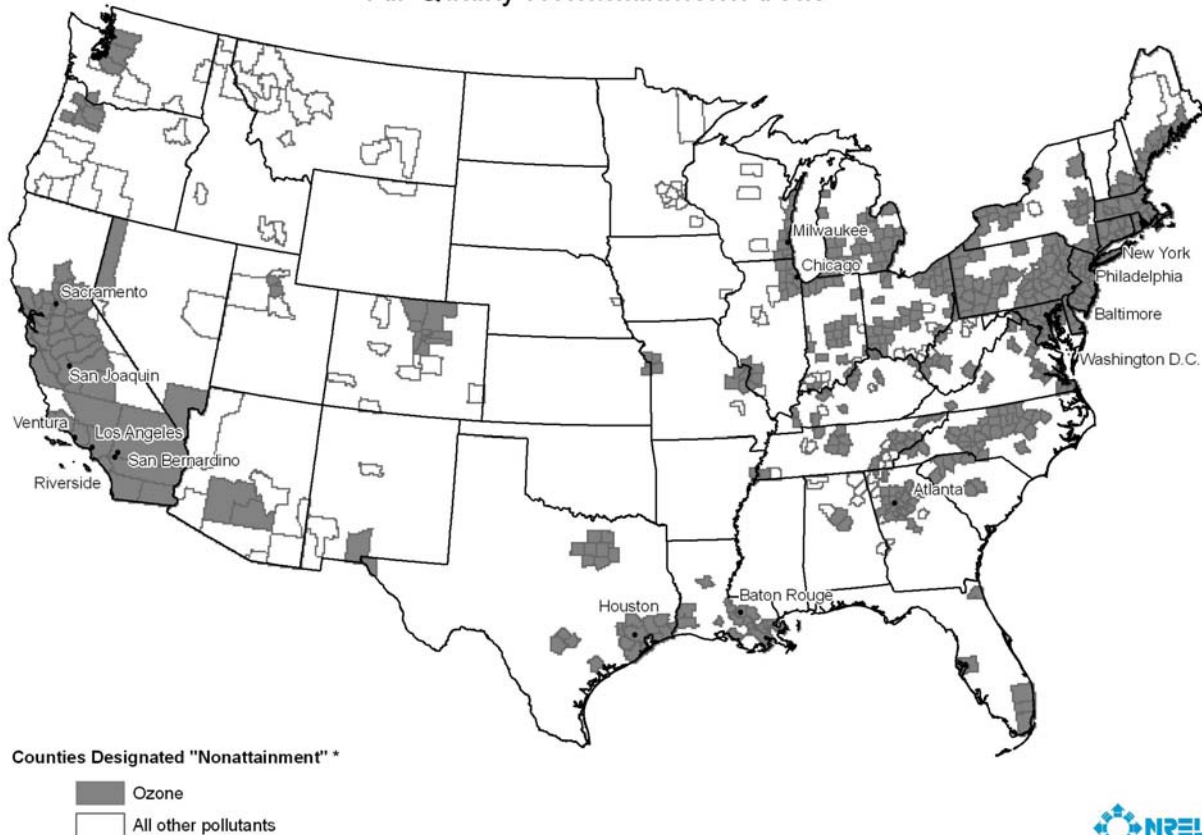 Sacramento
San Joaquin
Ventura
Los Angeles
San Bernardino
Riverside
Milwaukee
Chicago
New York
Philadelphia
Baltimore
Washington D.C.
Atlanta
Houston
Baton Rouge
Counties Designated "Nonattainment" *
Ozone
All other pollutants
NREL